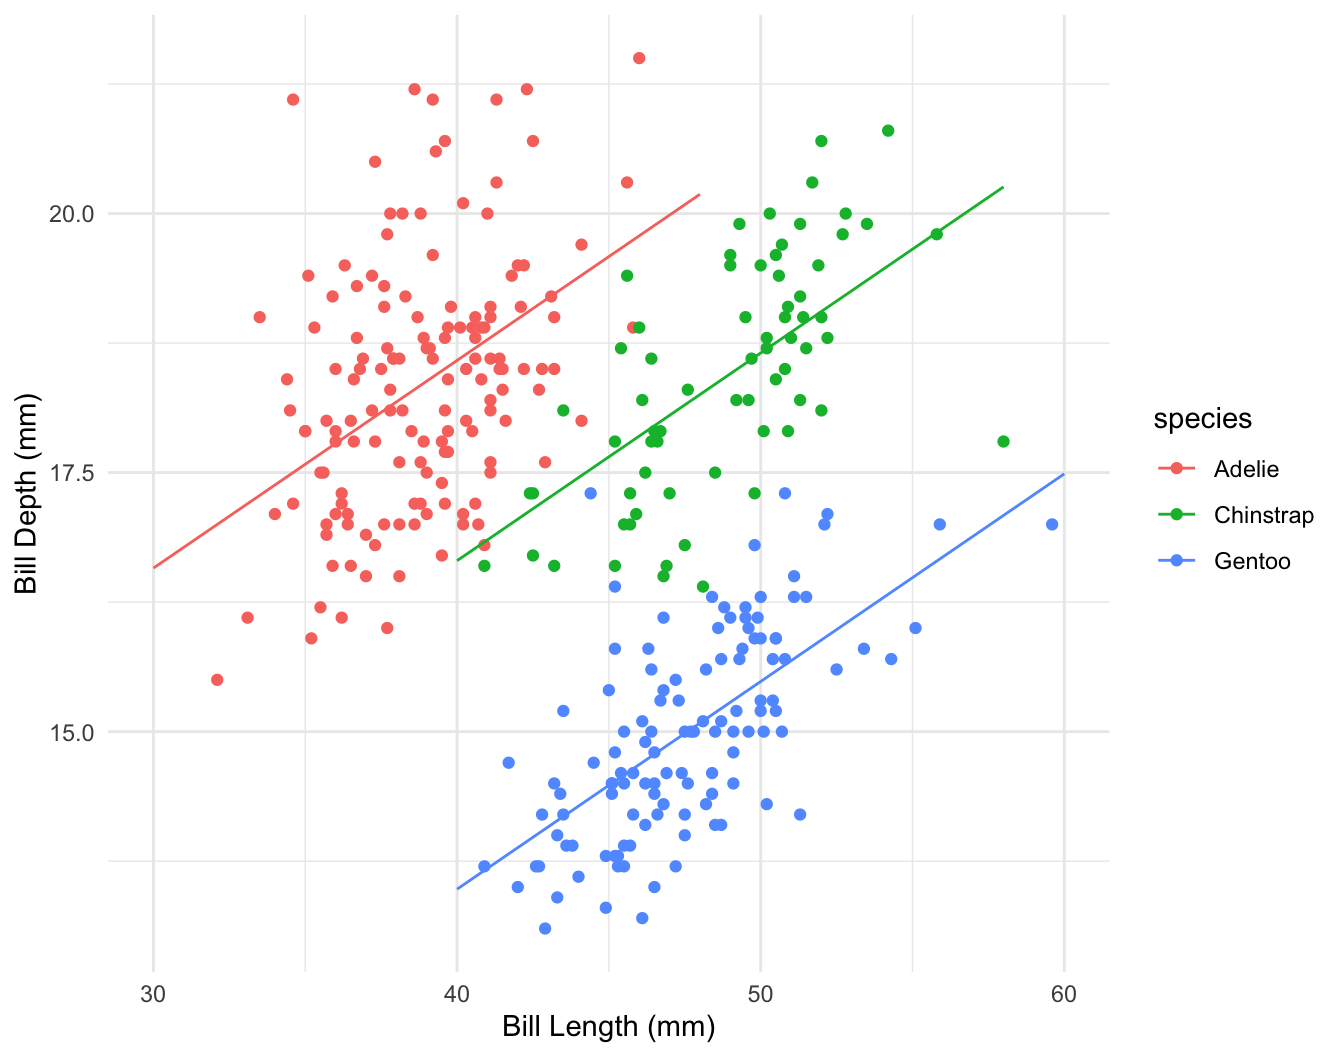 20.0
17.5
15.0
Bill Depth (mm)
30 40 50 60
Bill Length (mm)
species
Adelie
Chinstrap
Gentoo